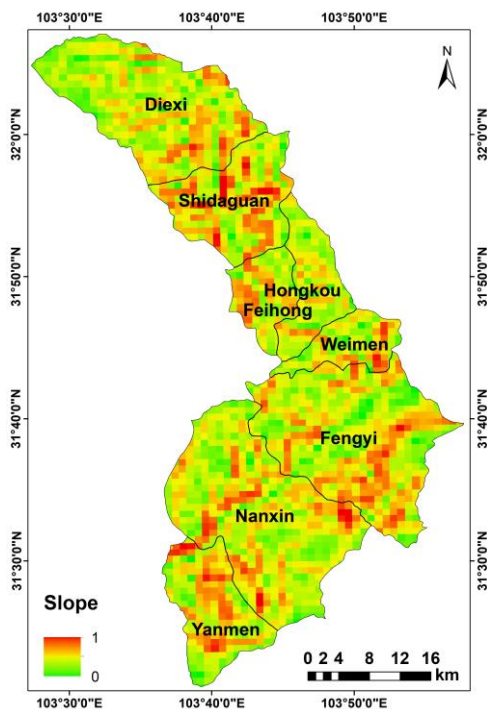 103°30'0"E 103°40'0"E 103°50'0"E
N
32°0'0"N
32°0'0"N
Diexi
Shidaguan
31°50'0"N
31°50'0"N
Hongkou
Feihong
Weimen
31°40'0"N
31°40'0"N
Fengyi
Nanxin
31°30'0"N
31°30'0"N
Slope
1
0
Yanmen
0 2 4 8 12 16
km
103°30'0"E 103°40'0"E 103°50'0"E